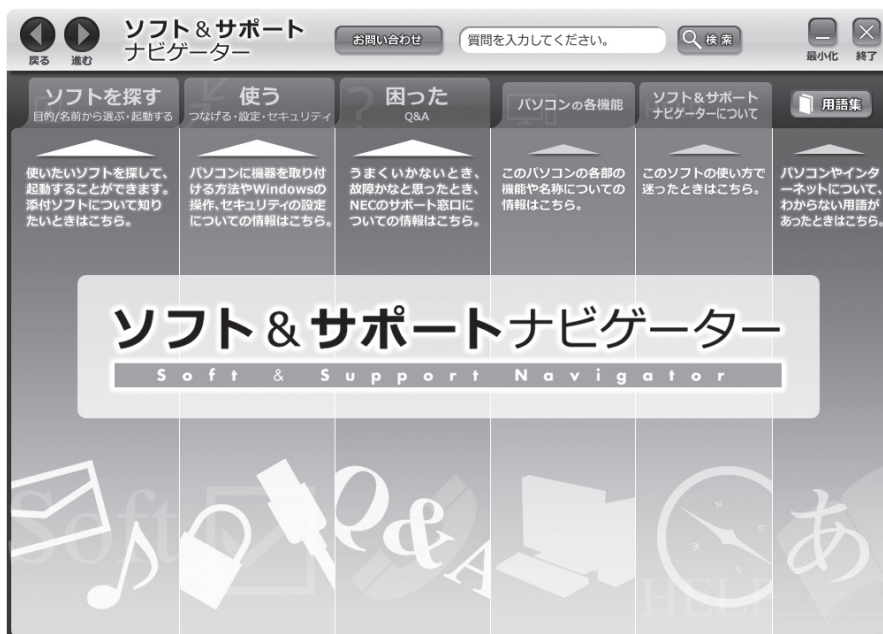 ソフト&サポート
ナビゲーター
お問い合わせ
質問を入力してください。
検索
戻る
進む
最小化
終了
ソフトを探す
目的/名前から選ぶ・起動する
使う
つなげる・設定・セキュリティ
困った
Q&A
パソコンの各機能
ソフト&サポート
ナビゲーターについて
用語集
使いたいソフトを探して、
起動することができます。
添付ソフトについて知り
たいときはこちら。
パソコンに機器を取り付
ける方法やWindowsの
操作、セキュリティの設定
についての情報はこちら。
うまくいかないとき、
故障かなと思ったとき、
NECのサポート窓口に
ついての情報はこちら。
このパソコンの各部の
機能や名称についての
情報はこちら。
このソフトの使い方で
迷ったときはこちら。
パソコンやインタ
ーネットについて、
わからない用語が
あったときはこちら。
ソフト&サポートナビゲーター
Soft & Support Navigator
Soft
Q&A
N
E
S
W
HELP
あ